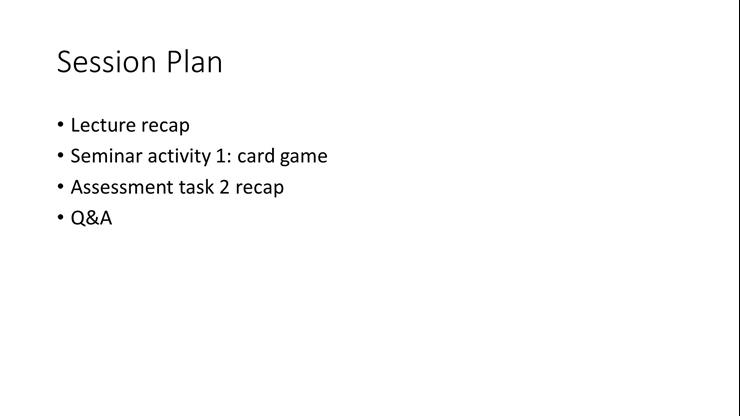 Session Plan
• Lecture recap
• Seminar activity 1: card game
• Assessment task 2 recap
• Q&A